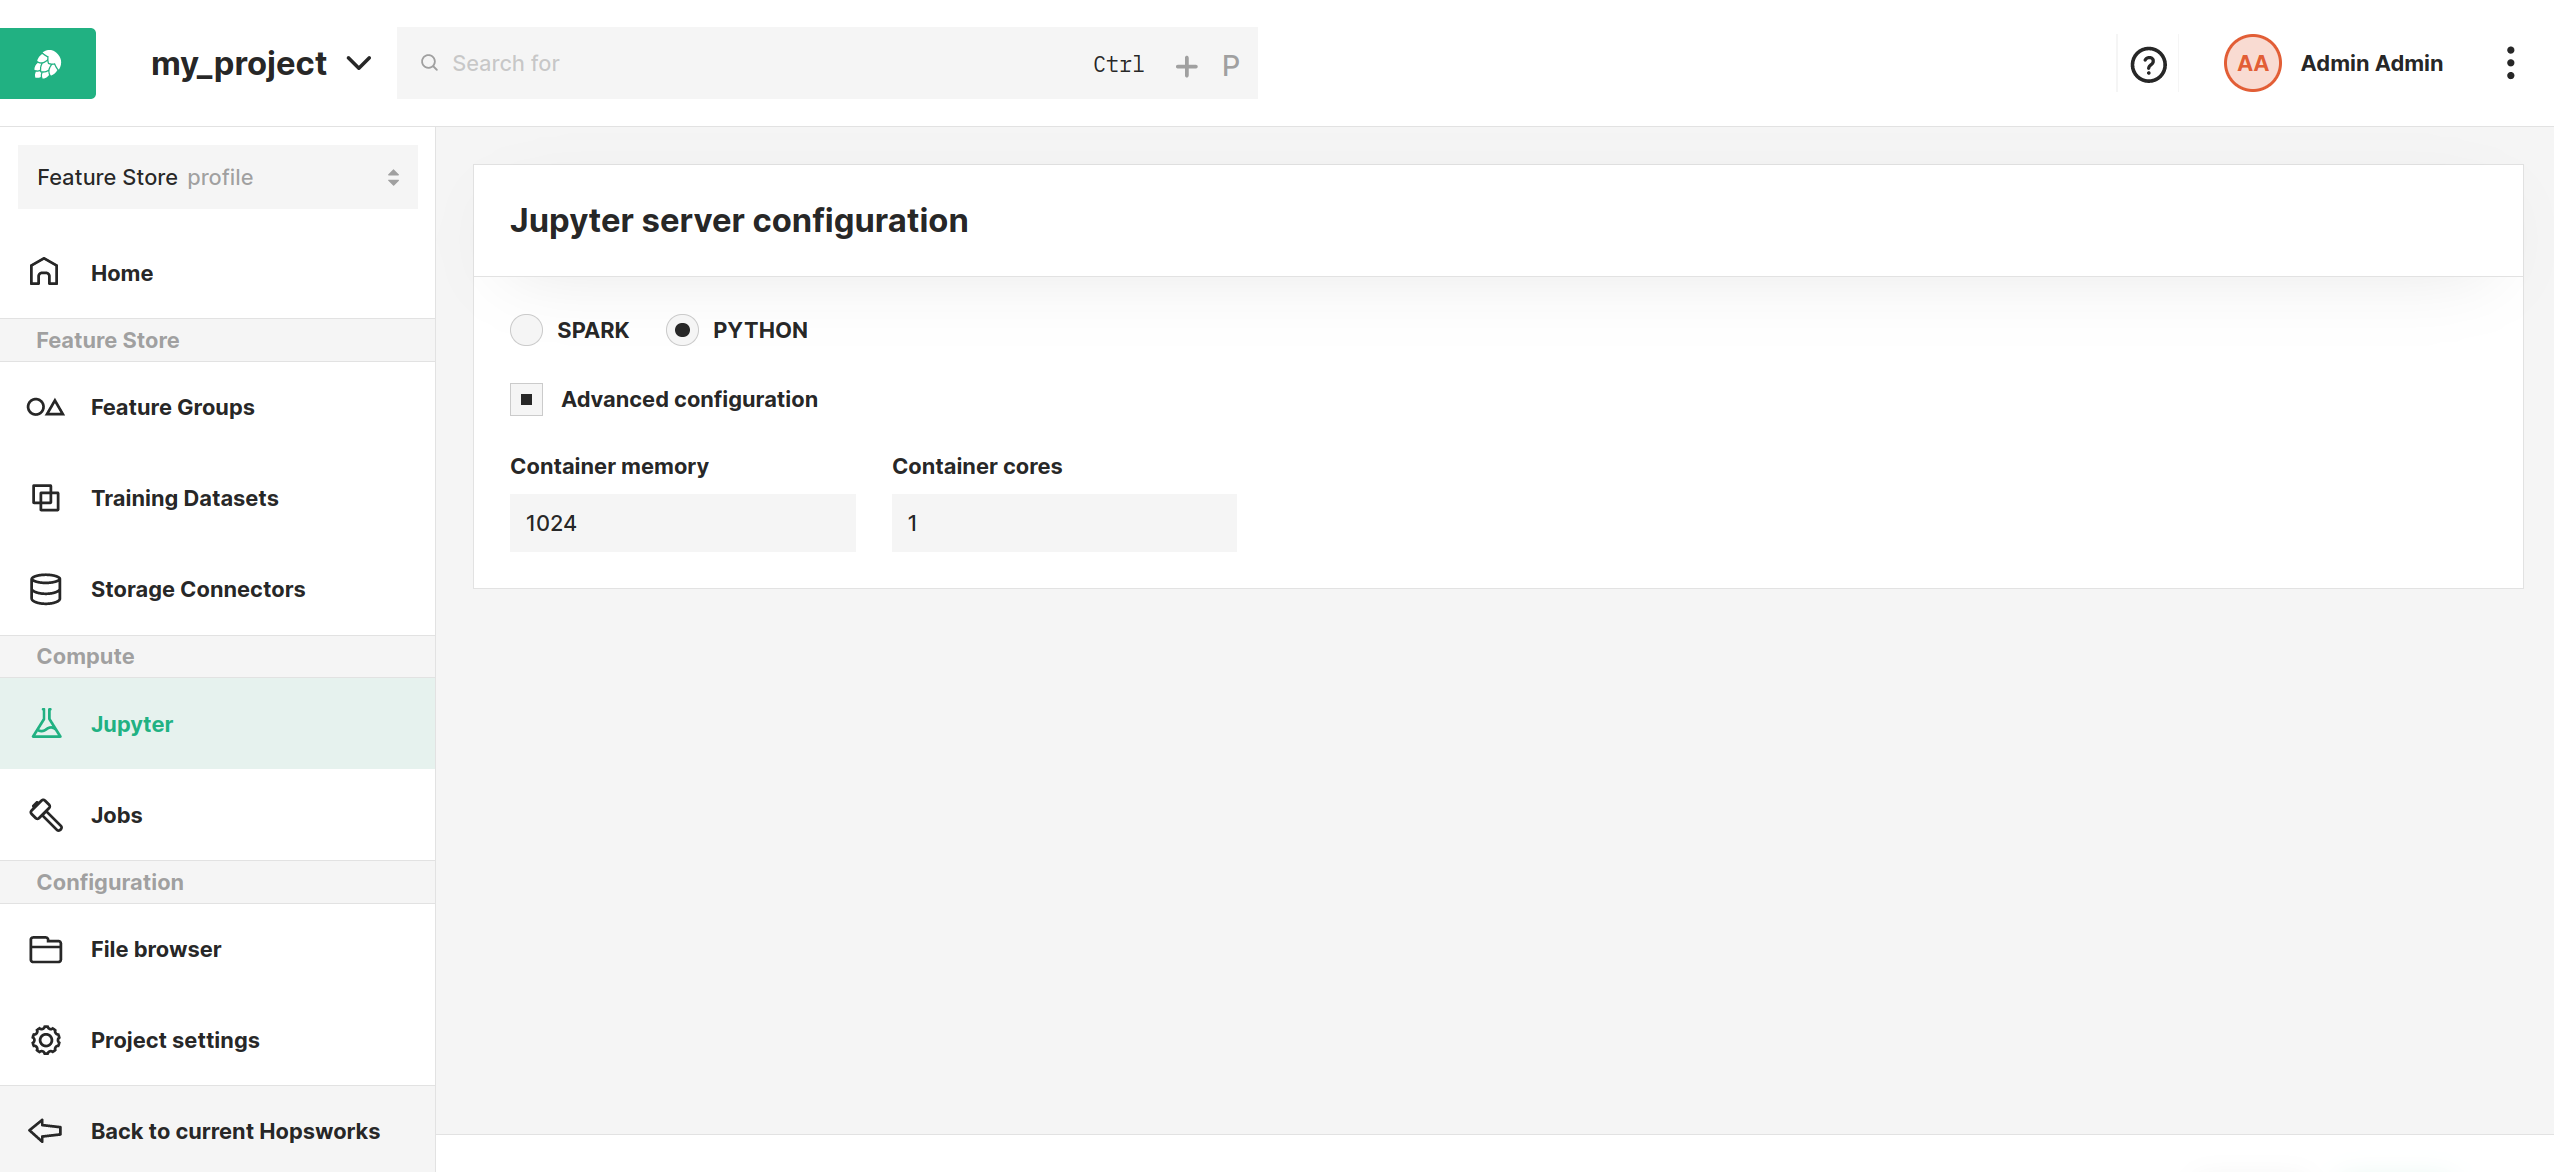 my_project
Search for
Ctrl + P
?
AA
Admin Admin
Feature Store profile
Home
Feature Store
Feature Groups
Training Datasets
Storage Connectors
Compute
Jupyter
Jobs
Configuration
File browser
Project settings
Back to current Hopsworks
Jupyter server configuration
SPARK PYTHON
Advanced configuration
Container memory Container cores
1024 1